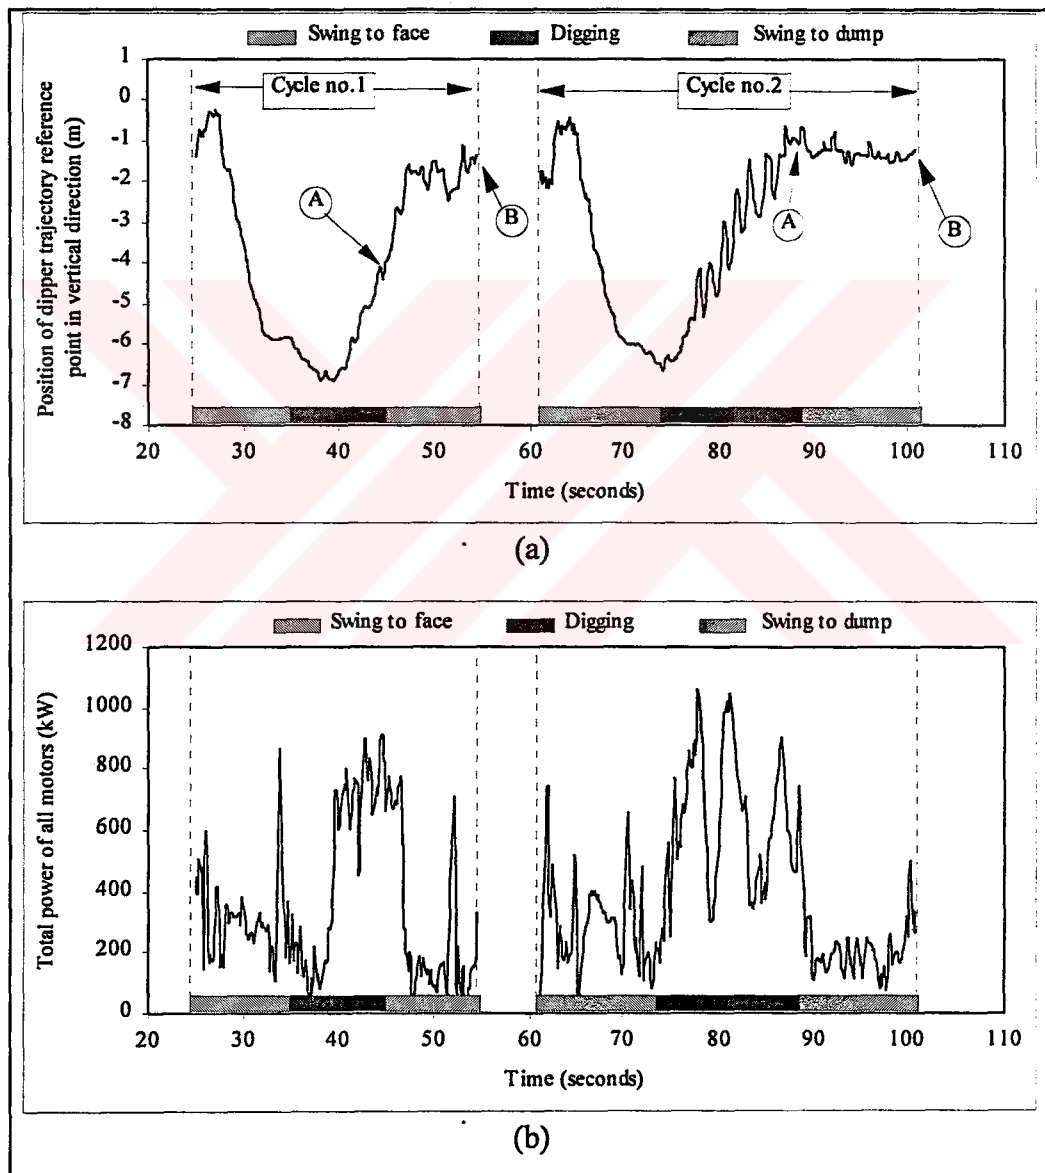 Swing to face Digging Swing to dump
Cycle no.1 Cycle no.2
Position of dipper trajectory reference
point in vertical direction (m)
1
0
-1
-2
-3
-4
-5
-6
-7
-8
A
B
A
B
20 30 40 50 60 70 80 90 100 110
Time (seconds)
(a)
Swing to face Digging Swing to dump
Total power of all motors (kW)
1200
1000
800
600
400
200
0
20 30 40 50 60 70 80 90 100 110
Time (seconds)
(b)